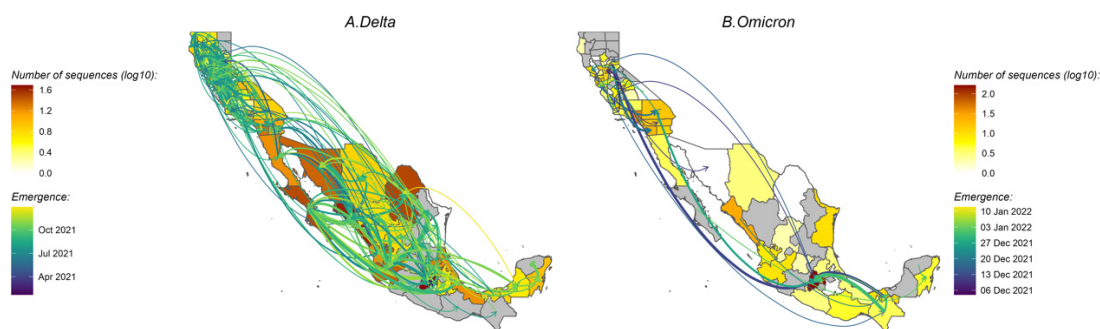 A.Delta
B.Omicron
Number of sequences (log10):
1.6
1.2
0.8
0.4
0.0
Emergence:
Oct 2021
Jul 2021
Apr 2021
Number of sequences (log10):
2.0
1.5
1.0
0.5
0.0
Emergence:
10 Jan 2022
03 Jan 2022
27 Dec 2021
20 Dec 2021
13 Dec 2021
06 Dec 2021